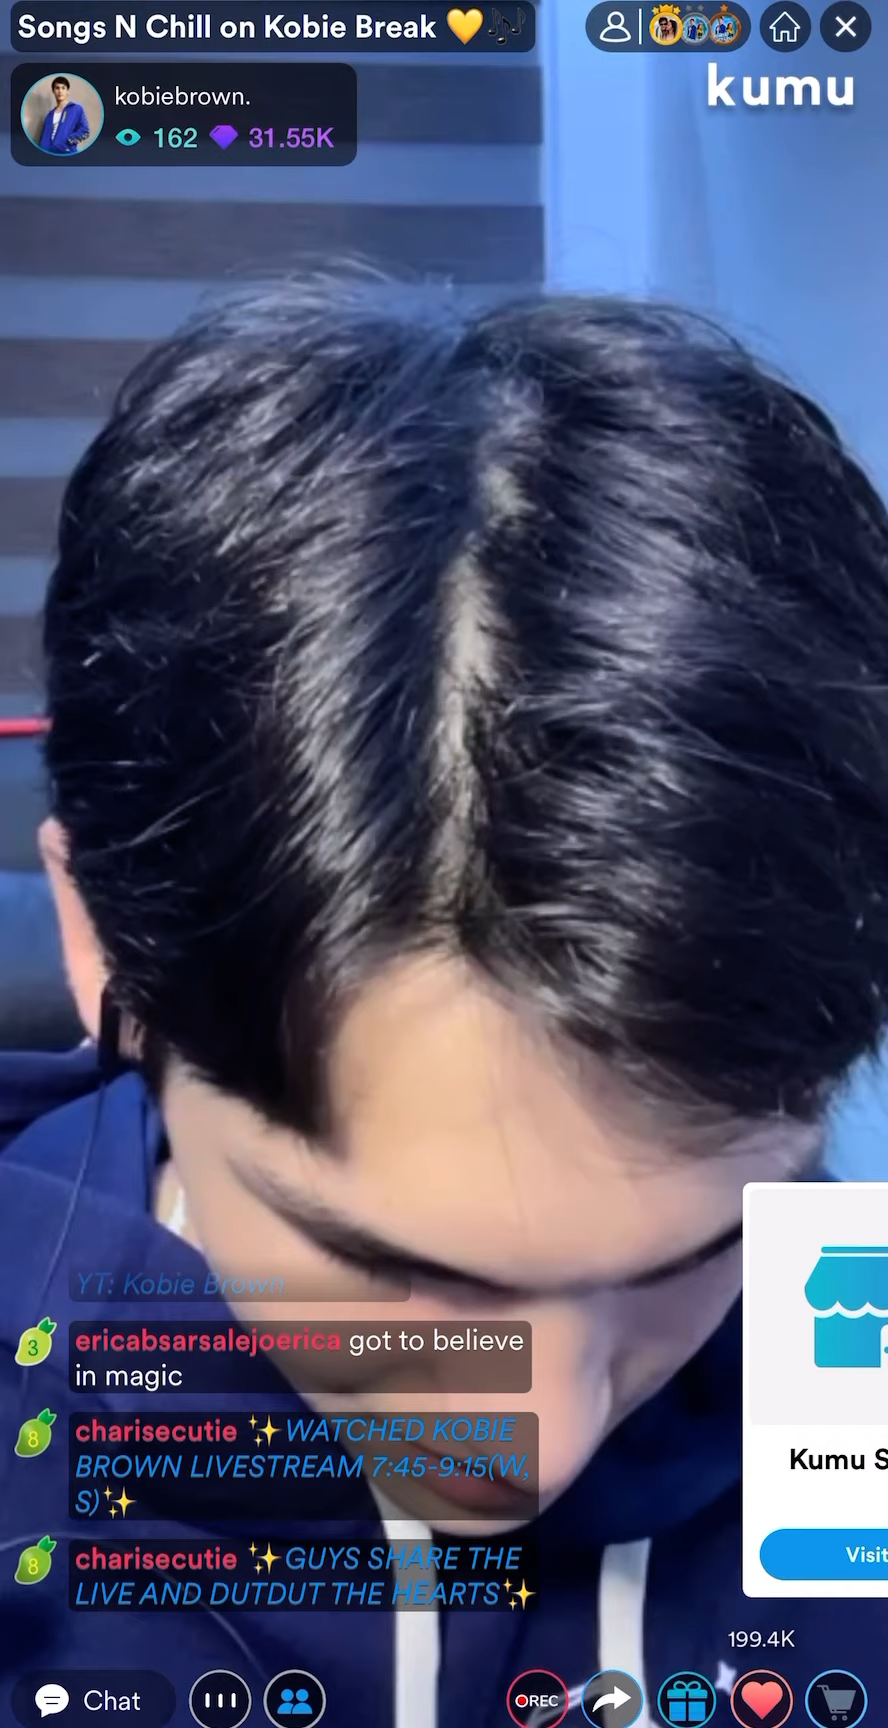 Songs N Chill on Kobie Break 💛🎶
kobiebrown.
162 31.55K
kumu
YT: Kobie Brown
3
ericabsarsalejoerica got to believe
in magic
8
charisecutie ✨WATCHED KOBIE
BROWN LIVESTREAM 7:45-9:15(W,
S)✨
8
charisecutie ✨GUYS SHARE THE
LIVE AND DUTDUT THE HEARTS✨
Kumu S
Visit
199.4K
Chat
REC